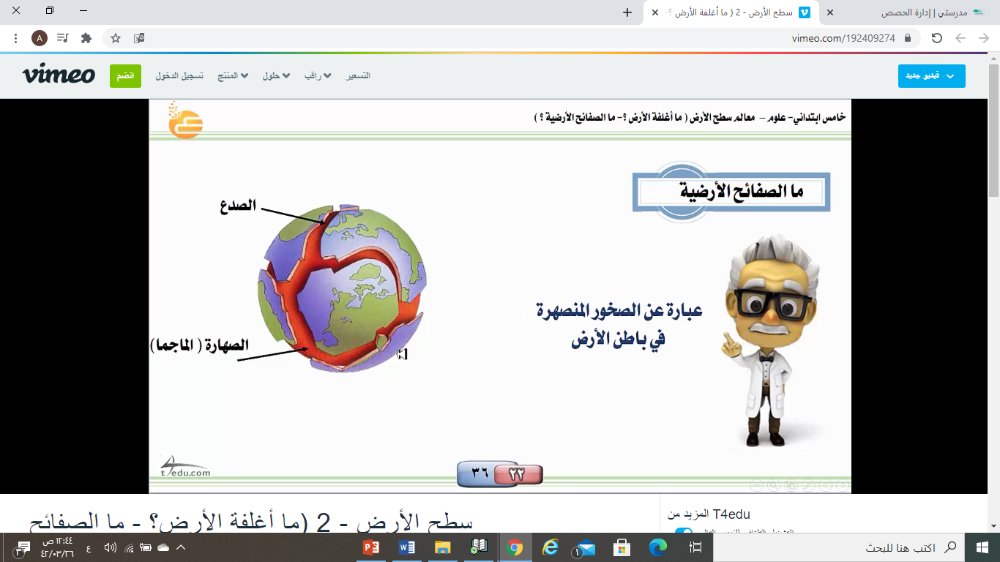 مدرستي | إدارة الحصص
سطح الأرض - 2 ( ما أغلفة الأرض ؟-
vimeo.com/192409274
A
vimeo
انضم
تسجيل الدخول
المنتج
حلول
راقب
التسعير
فيديو جديد
خامس ابتدائي- علوم – معالم سطح الأرض ( ما أغلفة الأرض ؟- ما الصفائح الأرضية ؟ )
ما الصفائح الأرضية
الصدع
عبارة عن الصخور المنصهرة
في باطن الأرض
الصهارة ( الماجما)
t4edu.com
٣٦
٢٢
سطح الأرض - 2 (ما أغلفة الأرض؟ - ما الصفائح
المزيد من T4edu
اكتب هنا للبحث
١
ع
١٢:٤٤ ص
٤٢/٠٣/٢٦
٣